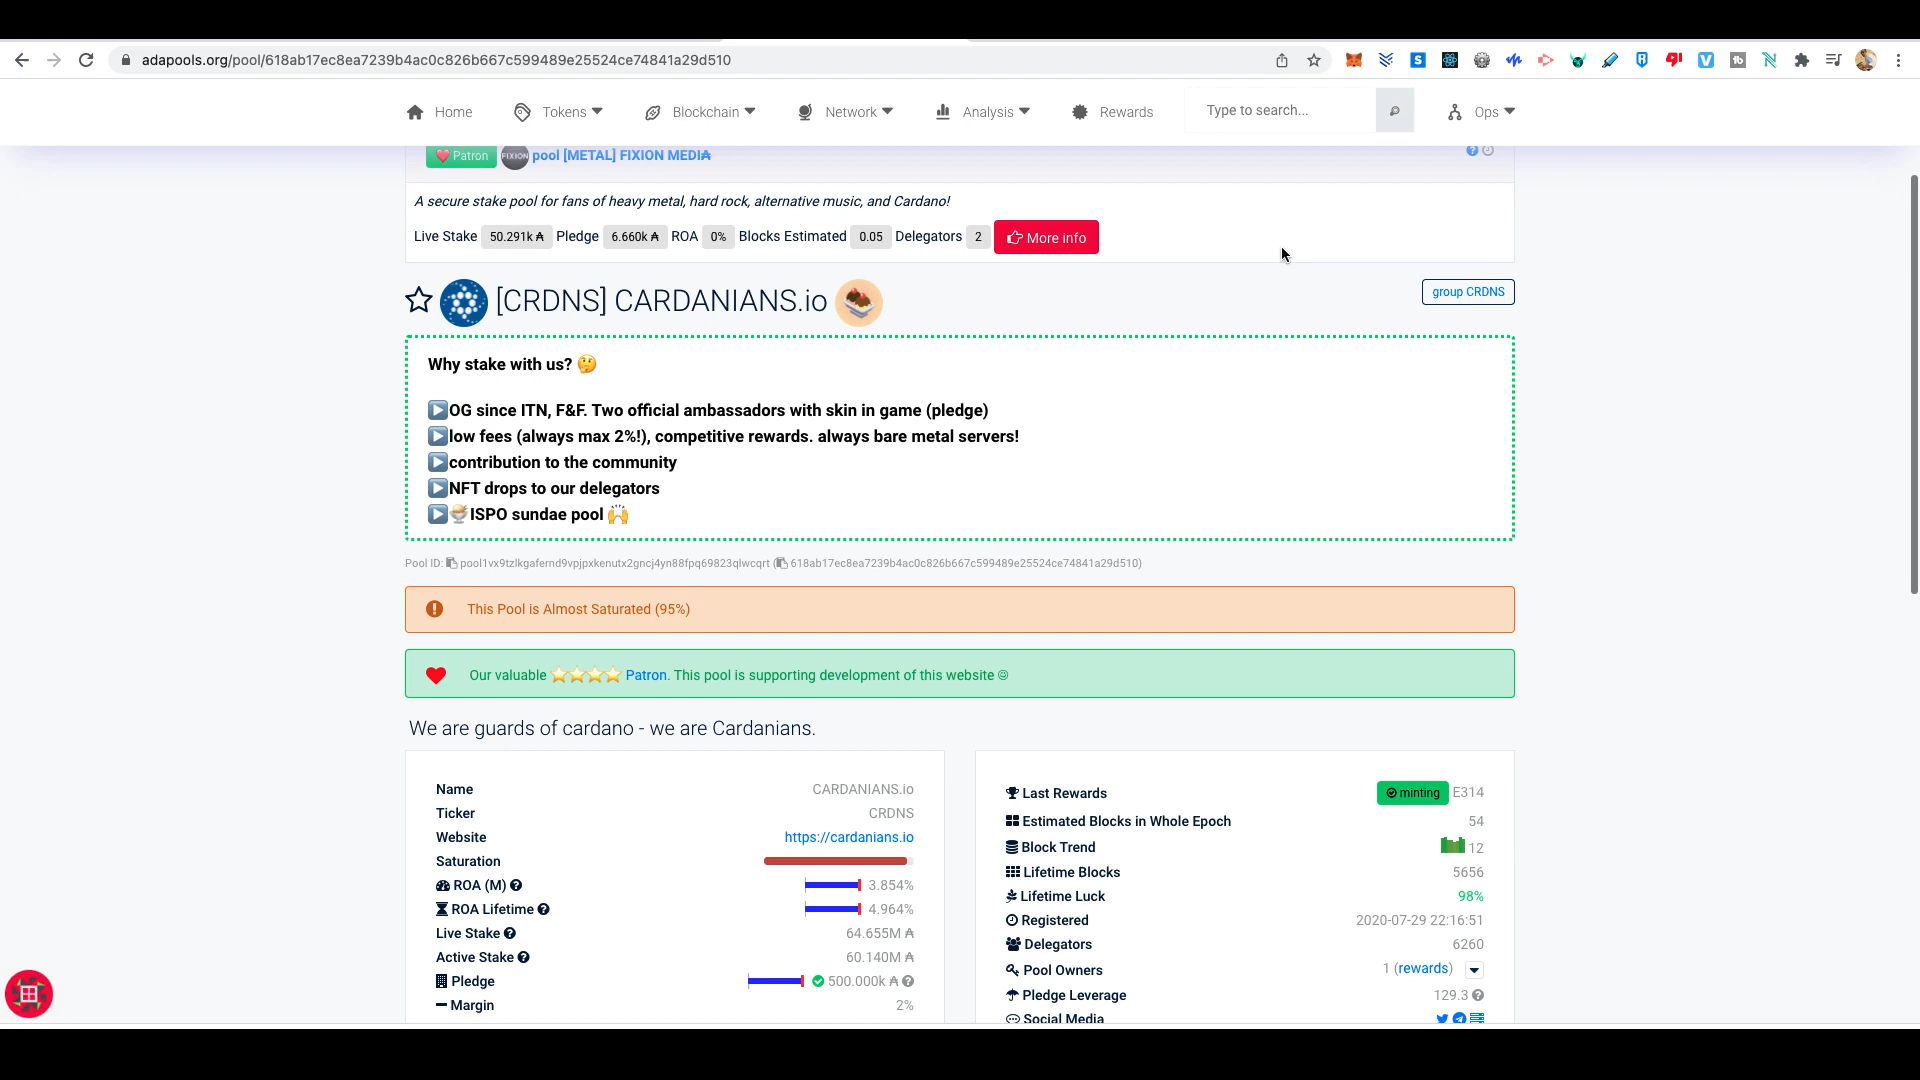 adapools.org/pool/618ab17ec8ea7239b4ac0c826b667c599489e25524ce74841a29d510
Home Tokens Blockchain Network Analysis Rewards Type to search... Ops
Patron FIXION pool [METAL] FIXION MEDI₳
A secure stake pool for fans of heavy metal, hard rock, alternative music, and Cardano!
Live Stake 50.291k ₳ Pledge 6.660k ₳ ROA 0% Blocks Estimated 0.05 Delegators 2 More info
[CRDNS] CARDANIANS.io
group CRDNS
Why stake with us? 🤔
▶️OG since ITN, F&F. Two official ambassadors with skin in game (pledge)
▶️low fees (always max 2%!), competitive rewards. always bare metal servers!
▶️contribution to the community
▶️NFT drops to our delegators
▶️🍨ISPO sundae pool 🙌
Pool ID: pool1vx9tzlkgafernd9vpjpxkenutx2gncj4yn88fpq69823qlwcqrt (618ab17ec8ea7239b4ac0c826b667c599489e25524ce74841a29d510)
This Pool is Almost Saturated (95%)
Our valuable ⭐⭐⭐⭐ Patron. This pool is supporting development of this website ☺
We are guards of cardano - we are Cardanians.
Name CARDANIANS.io
Ticker CRDNS
Website https://cardanians.io
Saturation
ROA (M) 3.854%
ROA Lifetime 4.964%
Live Stake 64.655M ₳
Active Stake 60.140M ₳
Pledge 500.000k ₳
Margin 2%
Last Rewards minting E314
Estimated Blocks in Whole Epoch 54
Block Trend 12
Lifetime Blocks 5656
Lifetime Luck 98%
Registered 2020-07-29 22:16:51
Delegators 6260
Pool Owners 1 (rewards)
Pledge Leverage 129.3
Social Media